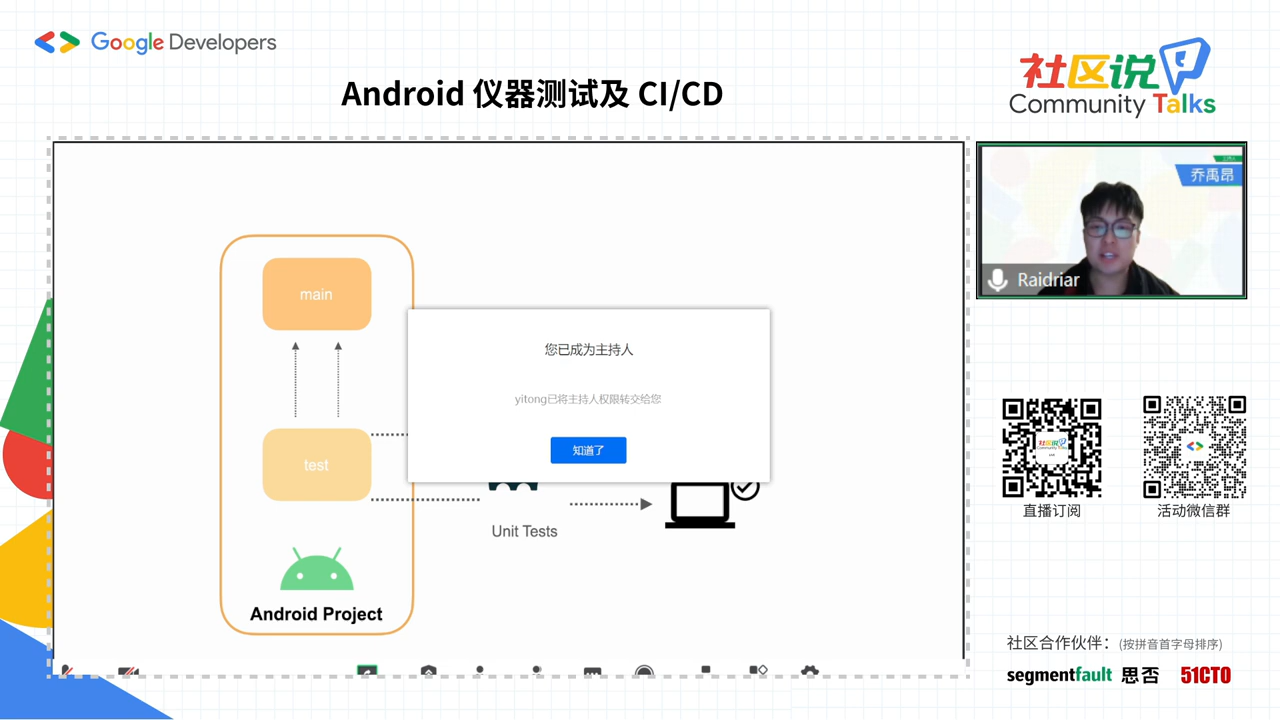 Google Developers
社区说
Community Talks
Android 仪器测试及 CI/CD
乔禹昂
Raidriar
main
test
Android Project
Unit Tests
您已成为主持人
yitong已将主持人权限转交给您
知道了
直播订阅
活动微信群
社区合作伙伴：(按拼音首字母排序)
segmentfault 思否
51CTO